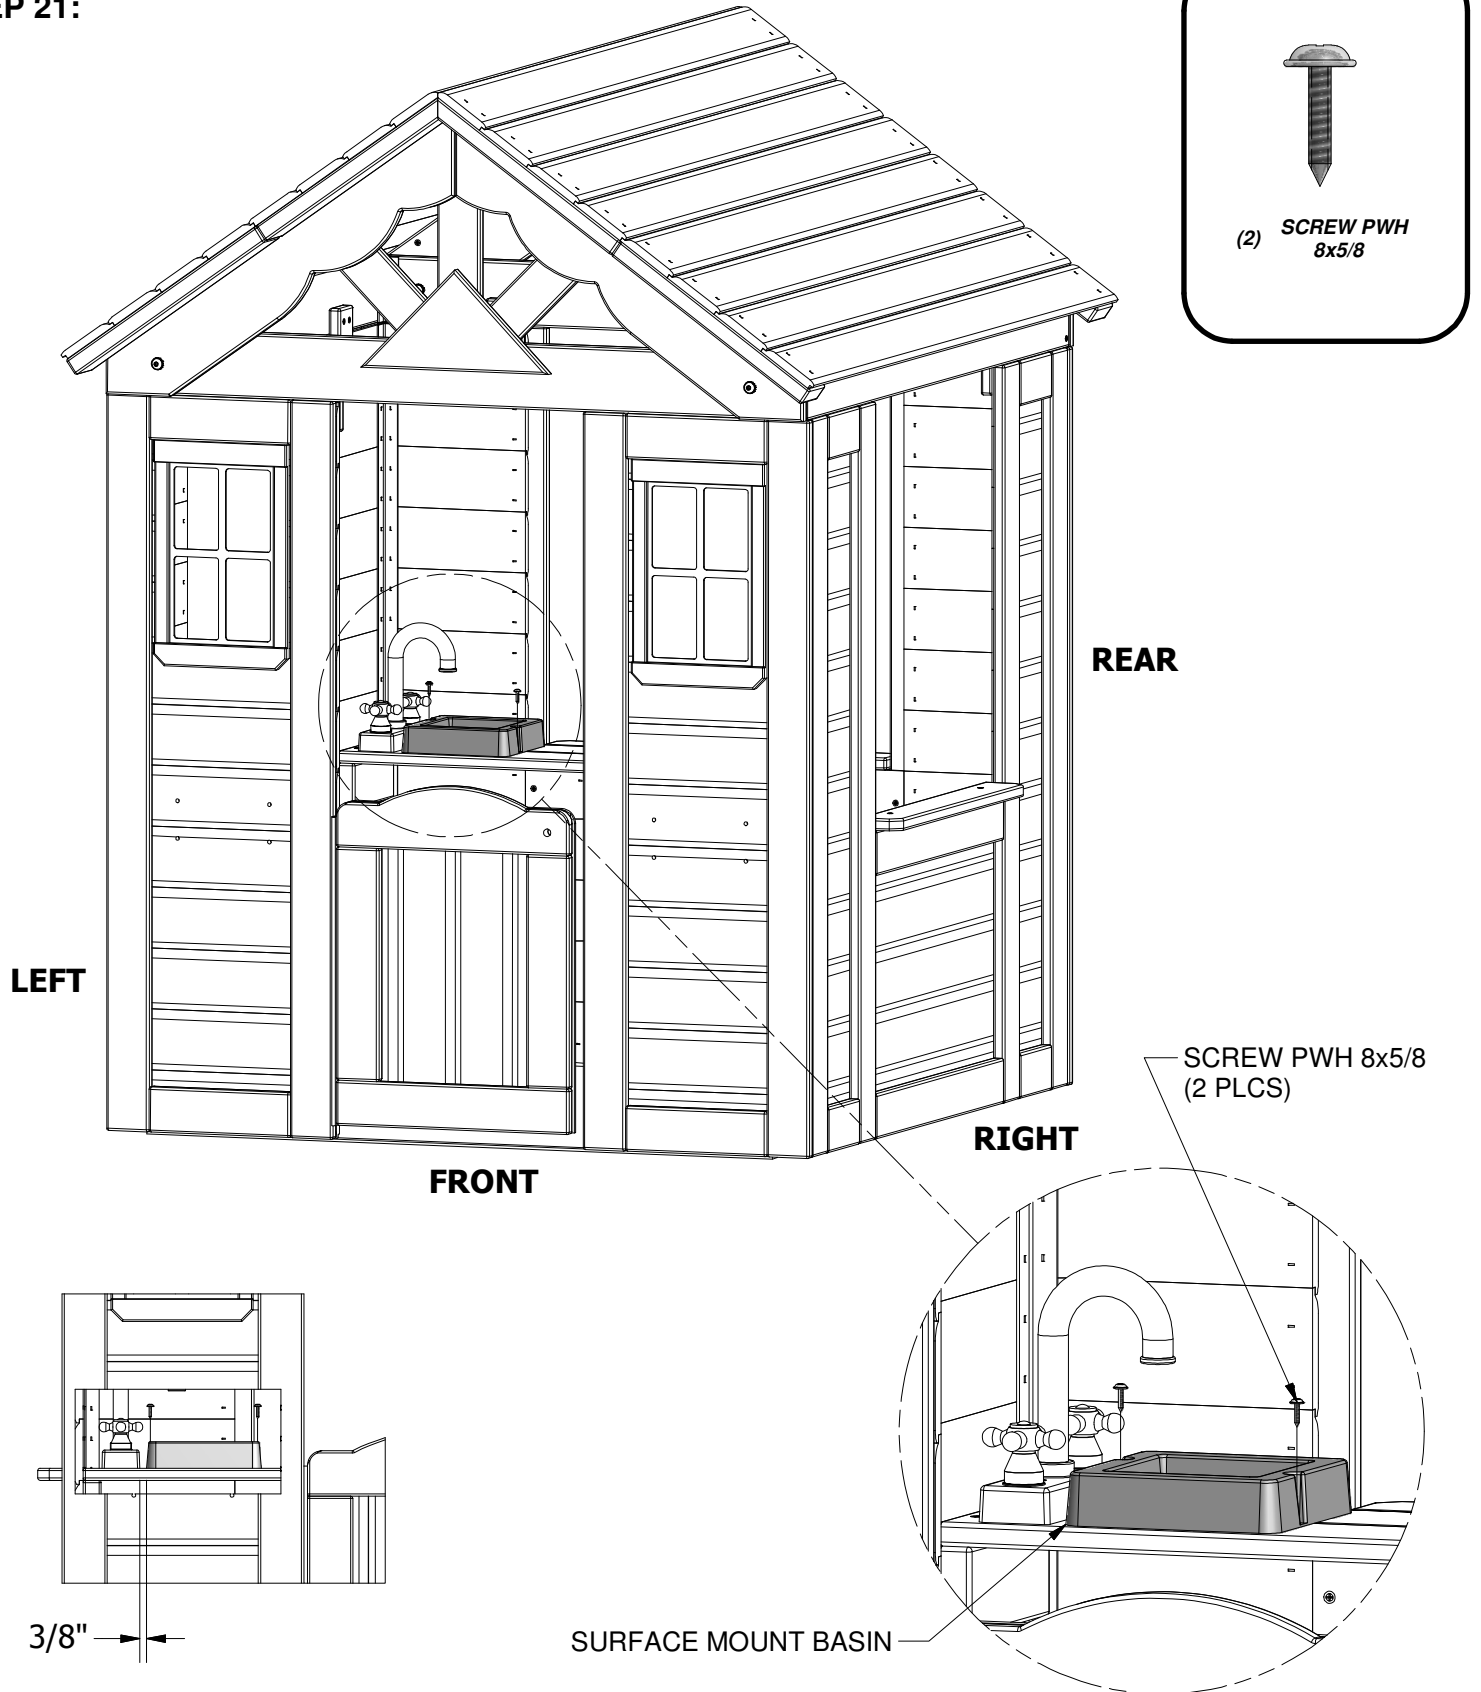 EP 21:
(2) SCREW PWH
8x5/8
REAR
LEFT
SCREW PWH 8x5/8
(2 PLCS)
RIGHT
FRONT
3/8"
SURFACE MOUNT BASIN